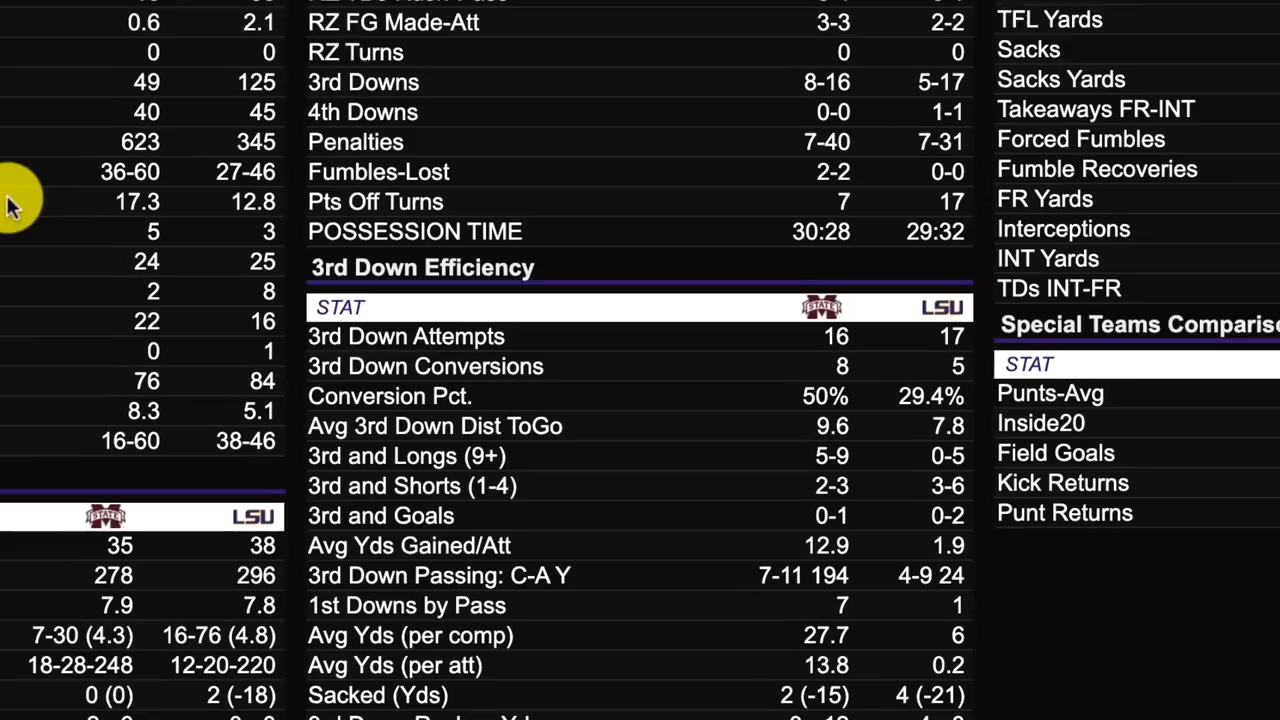 0.6 2.1
0 0
49 125
40 45
623 345
36-60 27-46
17.3 12.8
5 3
24 25
2 8
22 16
0 1
76 84
8.3 5.1
16-60 38-46
STATE LSU
35 38
278 296
7.9 7.8
7-30 (4.3) 16-76 (4.8)
18-28-248 12-20-220
0 (0) 2 (-18)
RZ FG Made-Att 3-3 2-2
RZ Turns 0 0
3rd Downs 8-16 5-17
4th Downs 0-0 1-1
Penalties 7-40 7-31
Fumbles-Lost 2-2 0-0
Pts Off Turns 7 17
POSSESSION TIME 30:28 29:32
3rd Down Efficiency
STAT STATE LSU
3rd Down Attempts 16 17
3rd Down Conversions 8 5
Conversion Pct. 50% 29.4%
Avg 3rd Down Dist ToGo 9.6 7.8
3rd and Longs (9+) 5-9 0-5
3rd and Shorts (1-4) 2-3 3-6
3rd and Goals 0-1 0-2
Avg Yds Gained/Att 12.9 1.9
3rd Down Passing: C-A Y 7-11 194 4-9 24
1st Downs by Pass 7 1
Avg Yds (per comp) 27.7 6
Avg Yds (per att) 13.8 0.2
Sacked (Yds) 2 (-15) 4 (-21)
TFL Yards
Sacks
Sacks Yards
Takeaways FR-INT
Forced Fumbles
Fumble Recoveries
FR Yards
Interceptions
INT Yards
TDs INT-FR
Special Teams Comparis
STAT
Punts-Avg
Inside20
Field Goals
Kick Returns
Punt Returns